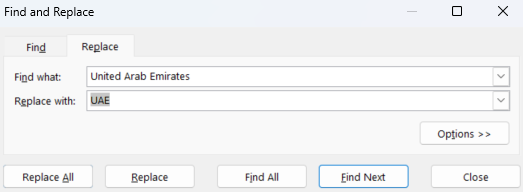 Find and Replace
Find
Replace
Find what:
United Arab Emirates
Replace with:
UAE
Options >>
Replace All
Replace
Find All
Find Next
Close